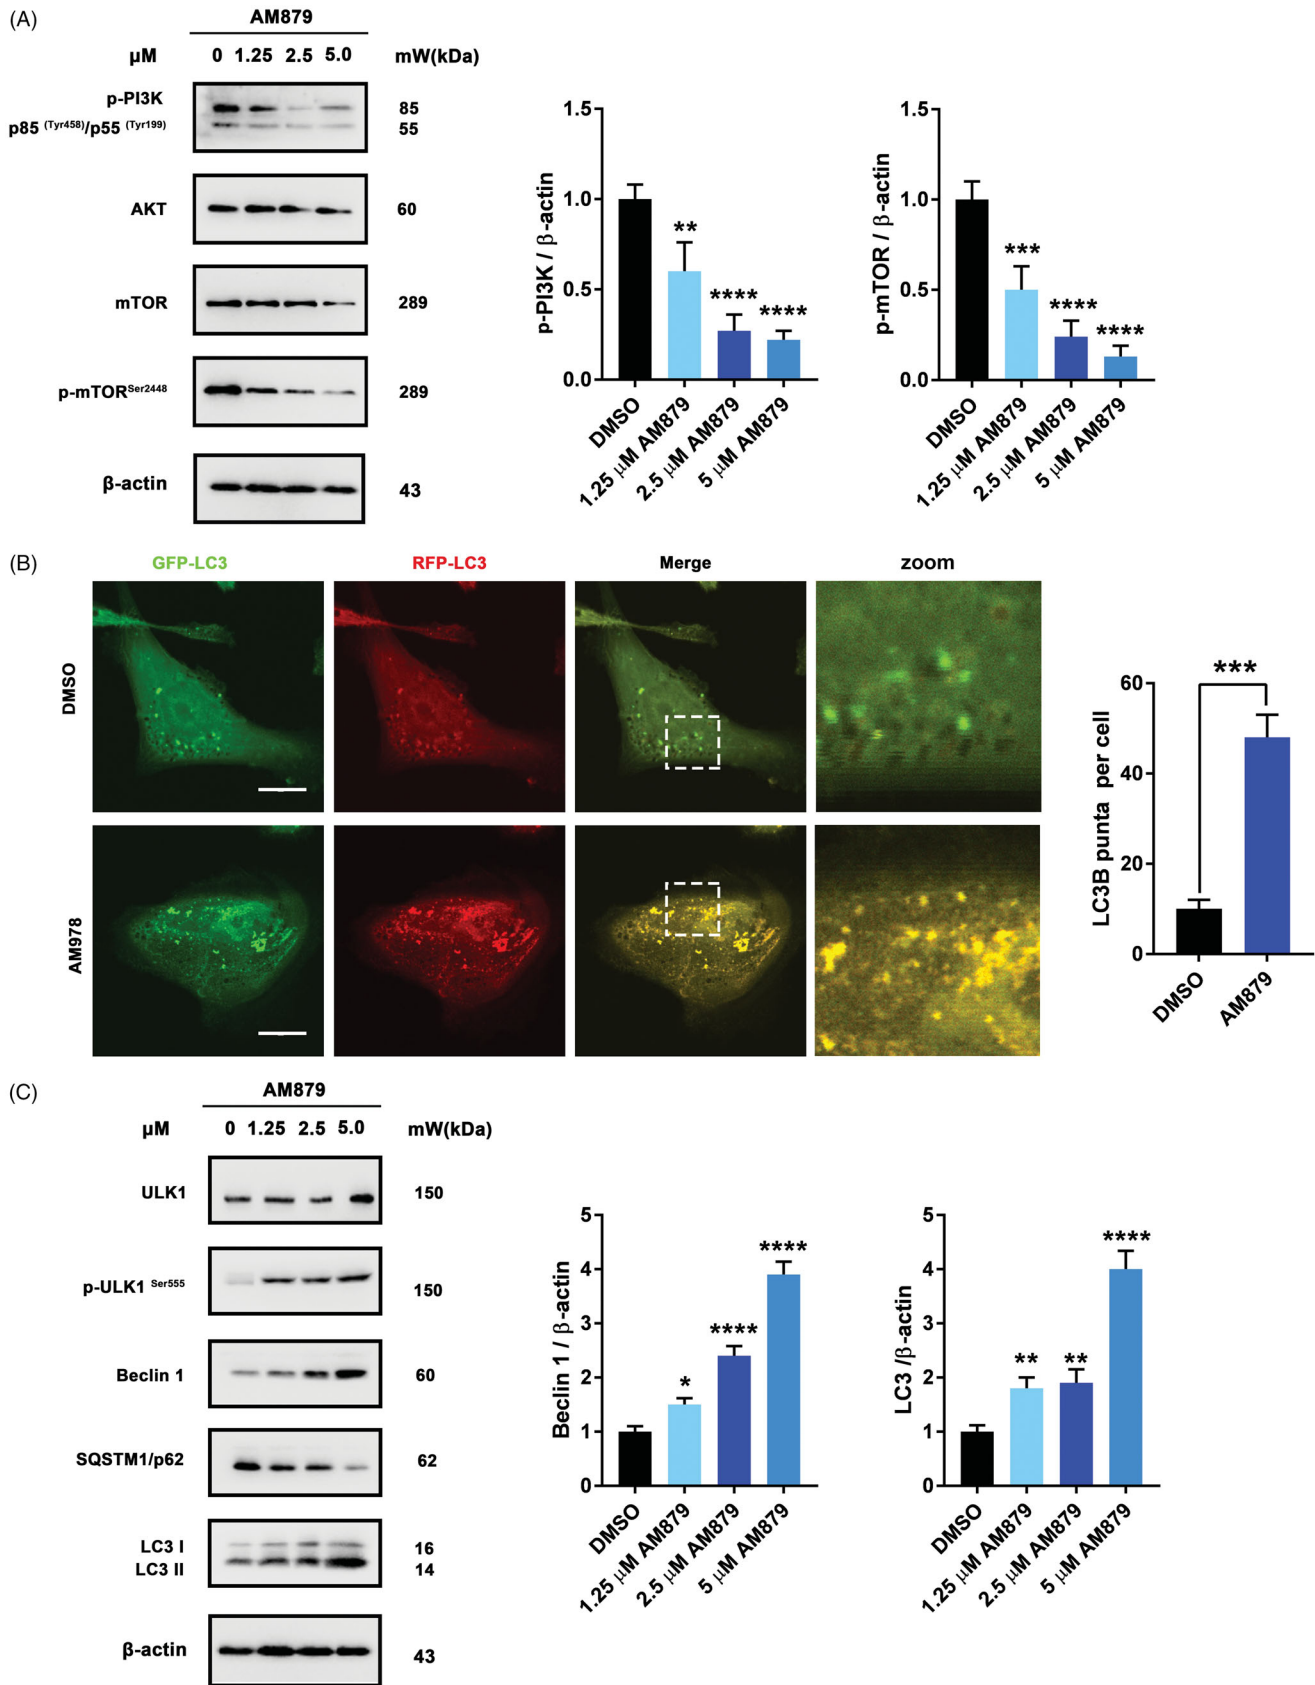 (A)
AM879
µM 0 1.25 2.5 5.0 mW(kDa)
p-PI3K 85
p85 (Tyr458)/p55 (Tyr199) 55
AKT 60
mTOR 289
p-mTOR Ser2448 289
β-actin 43
p-PI3K / β-actin
1.5
1.0
0.5
0.0
**
****
****
DMSO
1.25 µM AM879
2.5 µM AM879
5 µM AM879
p-mTOR / β-actin
1.5
1.0
0.5
0.0
***
****
****
DMSO
1.25 µM AM879
2.5 µM AM879
5 µM AM879
(B)
GFP-LC3 RFP-LC3 Merge zoom
DMSO
AM978
LC3B punta per cell
60
40
20
0
***
DMSO
AM879
(C)
AM879
µM 0 1.25 2.5 5.0 mW(kDa)
ULK1 150
p-ULK1 Ser555 150
Beclin 1 60
SQSTM1/p62 62
LC3 I 16
LC3 II 14
β-actin 43
Beclin 1 / β-actin
5
4
3
2
1
0
*
****
****
DMSO
1.25 µM AM879
2.5 µM AM879
5 µM AM879
LC3 /β-actin
5
4
3
2
1
0
**
**
****
DMSO
1.25 µM AM879
2.5 µM AM879
5 µM AM879